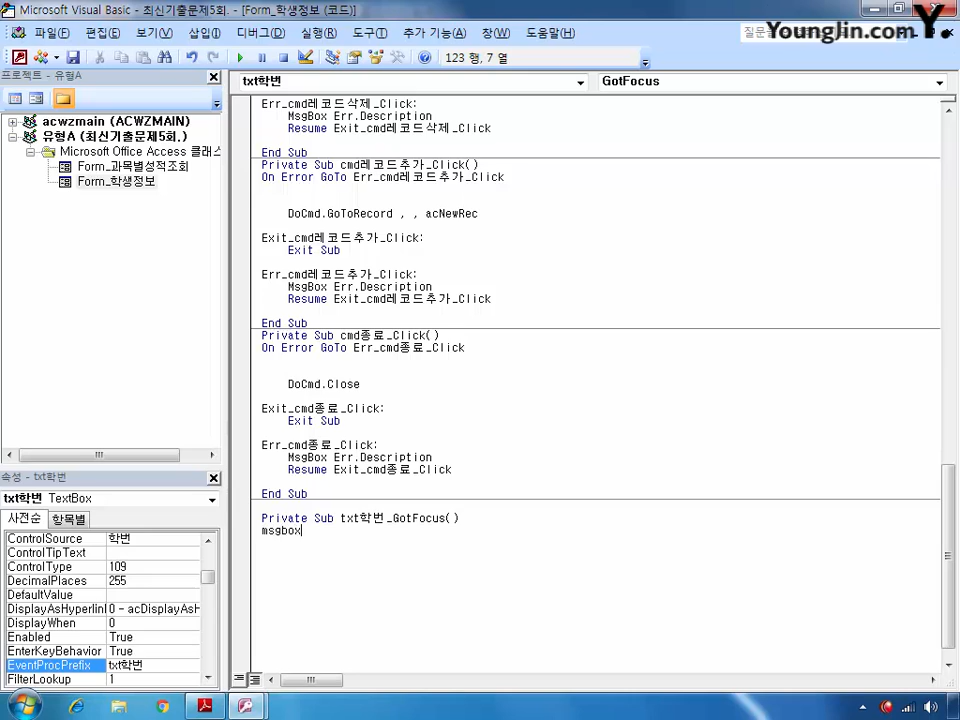 Microsoft Visual Basic - 최신기출문제5회. - [Form_학생정보 (코드)]
파일(F) 편집(E) 보기(V) 삽입(I) 디버그(D) 실행(R) 도구(T) 추가 기능(A) 창(W) 도움말(H)
YoungJin.com Y.
123 행, 7 열
프로젝트 - 유형A
acwzmain (ACWZMAIN)
유형A (최신기출문제5회.)
Microsoft Office Access 클래스
Form_과목별성적조회
Form_학생정보
속성 - txt학번
txt학번 TextBox
사전순 항목별
ControlSource 학번
ControlTipText
ControlType 109
DecimalPlaces 255
DefaultValue
DisplayAsHyperlinl 0 - acDisplayAsH
DisplayWhen 0
Enabled True
EnterKeyBehavior True
EventProcPrefix txt학번
FilterLookup 1
txt학번 GotFocus
Err_cmd레코드삭제_Click:
MsgBox Err.Description
Resume Exit_cmd레코드삭제_Click
End Sub
Private Sub cmd레코드추가_Click()
On Error GoTo Err_cmd레코드추가_Click
DoCmd.GoToRecord , , acNewRec
Exit_cmd레코드추가_Click:
Exit Sub
Err_cmd레코드추가_Click:
MsgBox Err.Description
Resume Exit_cmd레코드추가_Click
End Sub
Private Sub cmd종료_Click()
On Error GoTo Err_cmd종료_Click
DoCmd.Close
Exit_cmd종료_Click:
Exit Sub
Err_cmd종료_Click:
MsgBox Err.Description
Resume Exit_cmd종료_Click
End Sub
Private Sub txt학번_GotFocus()
msgbox